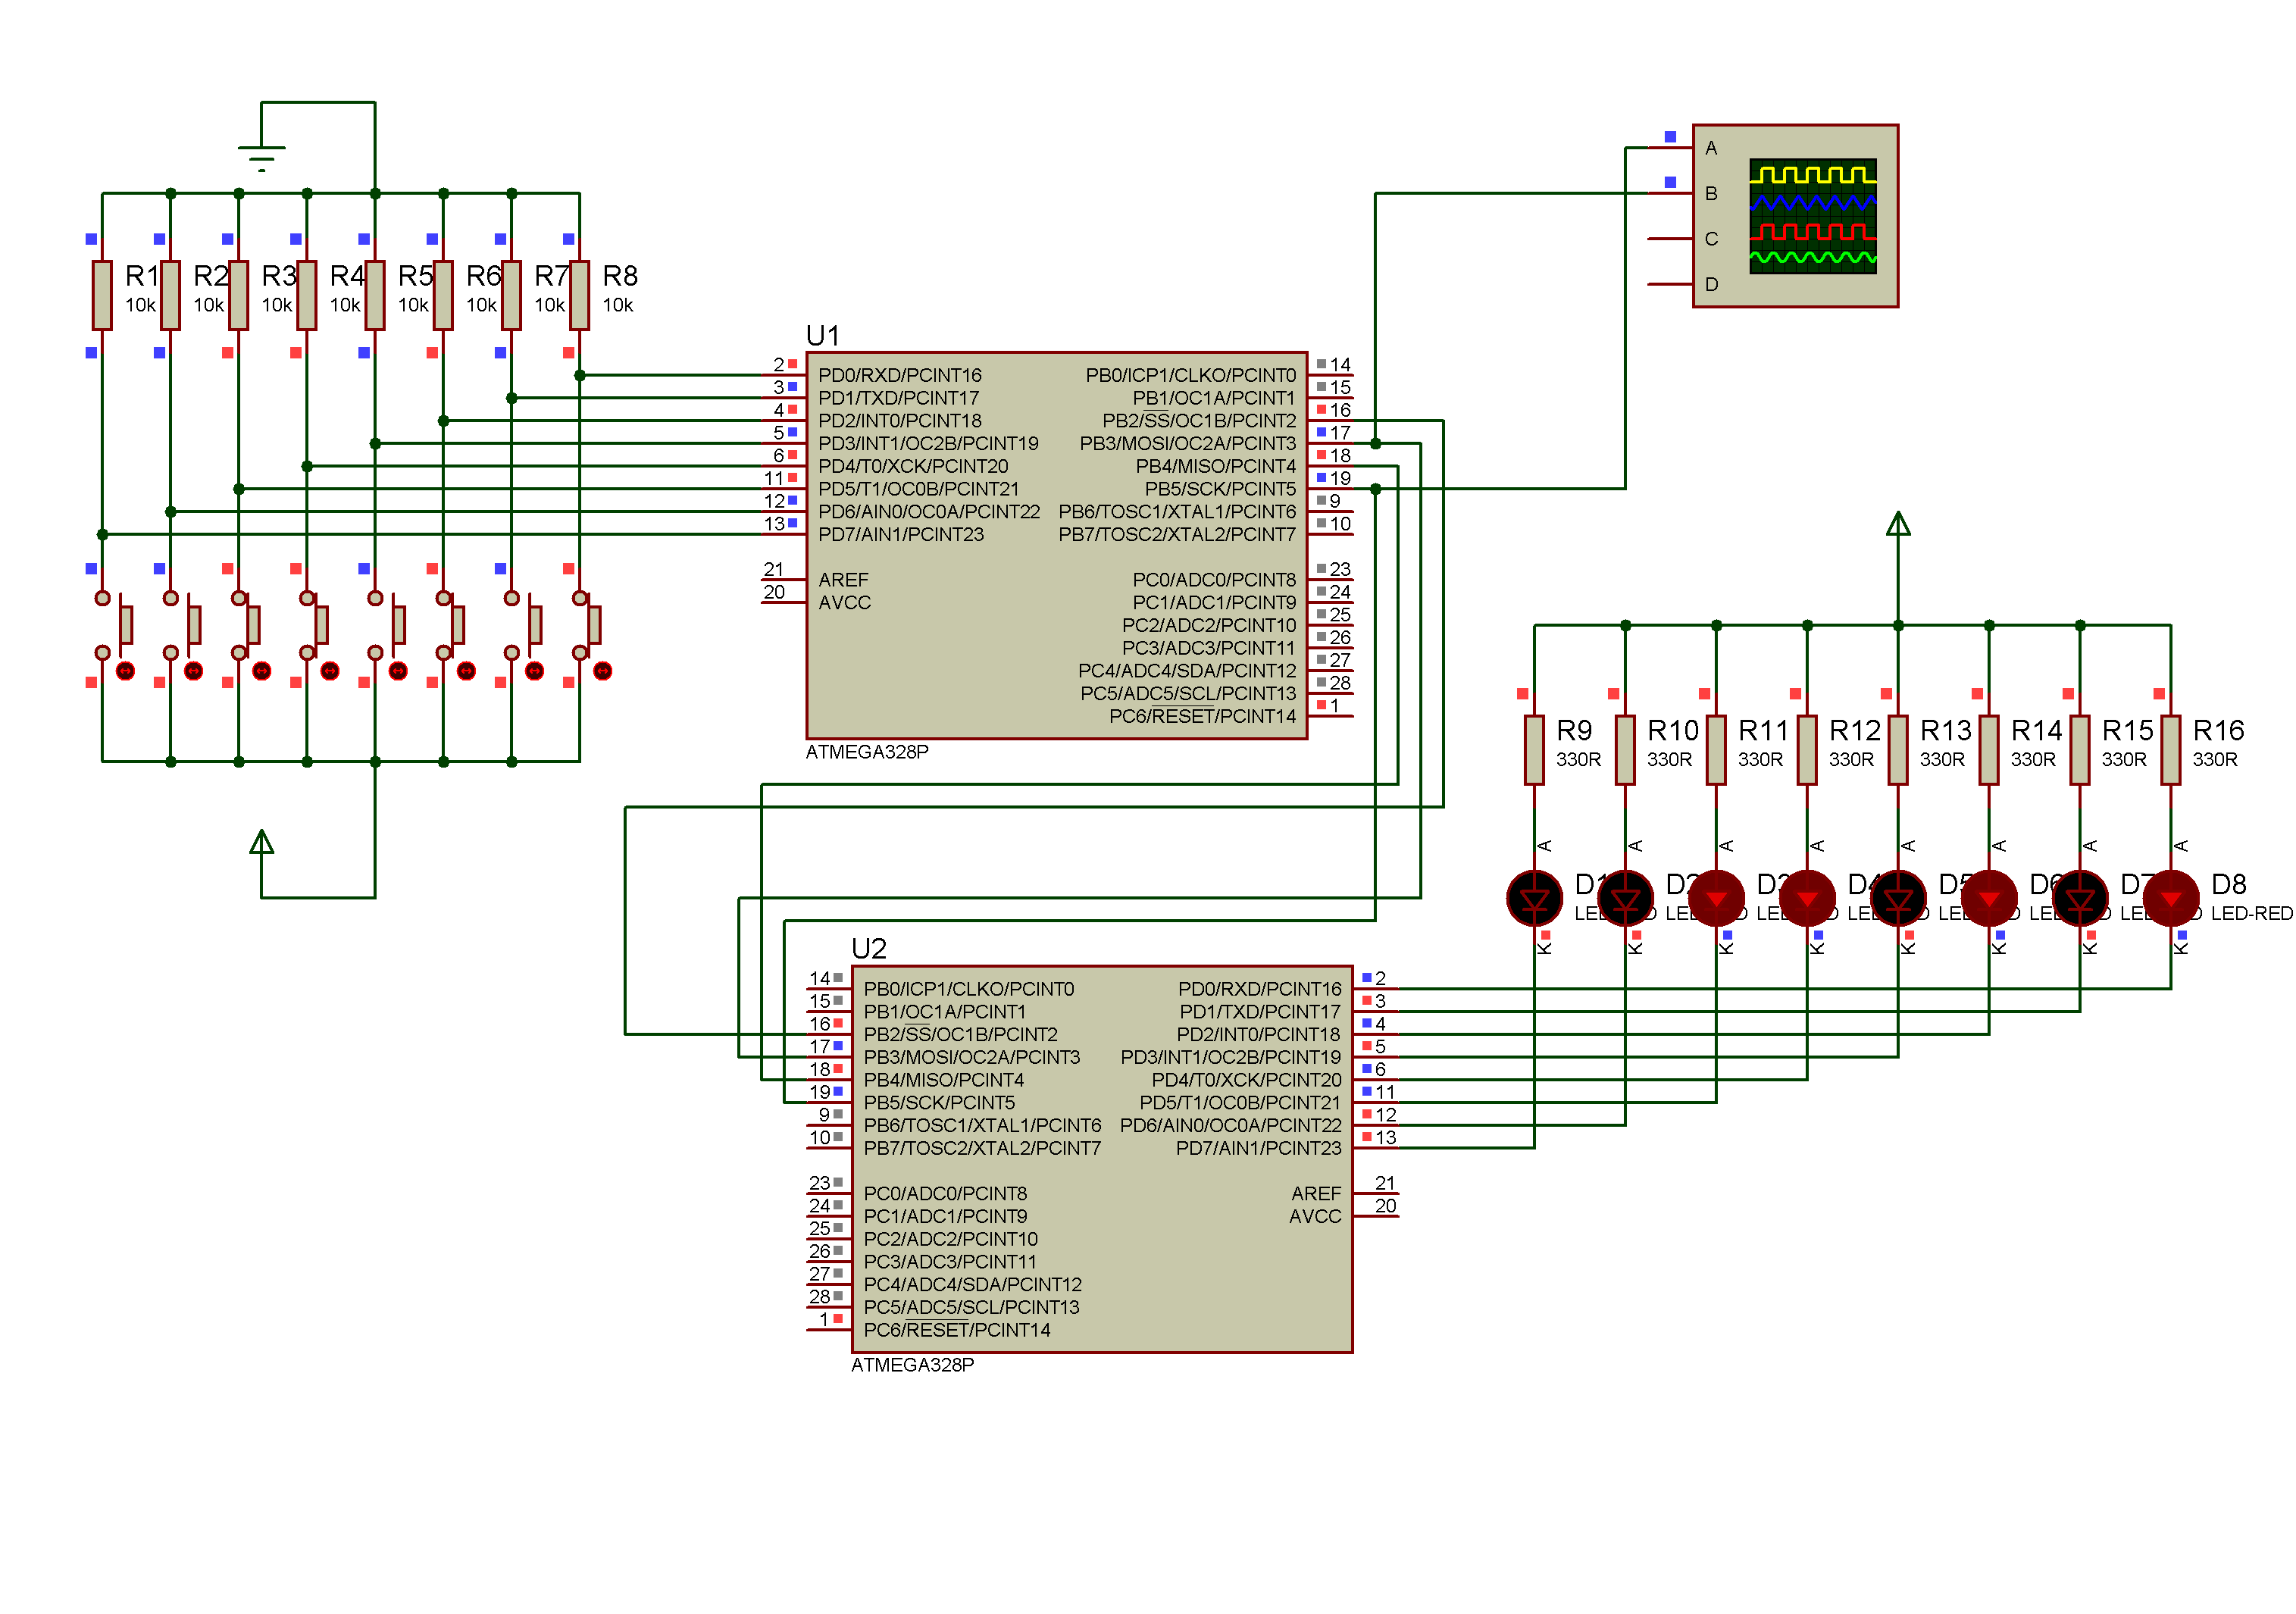 A
B
C
D
R1
10k
R2
10k
R3
10k
R4
10k
R5
10k
R6
10k
R7
10k
R8
10k
U1
2 PD0/RXD/PCINT16
3 PD1/TXD/PCINT17
4 PD2/INT0/PCINT18
5 PD3/INT1/OC2B/PCINT19
6 PD4/T0/XCK/PCINT20
11 PD5/T1/OC0B/PCINT21
12 PD6/AIN0/OC0A/PCINT22
13 PD7/AIN1/PCINT23
21 AREF
20 AVCC
PB0/ICP1/CLKO/PCINT0 14
PB1/OC1A/PCINT1 15
PB2/SS/OC1B/PCINT2 16
PB3/MOSI/OC2A/PCINT3 17
PB4/MISO/PCINT4 18
PB5/SCK/PCINT5 19
PB6/TOSC1/XTAL1/PCINT6 9
PB7/TOSC2/XTAL2/PCINT7 10
PC0/ADC0/PCINT8 23
PC1/ADC1/PCINT9 24
PC2/ADC2/PCINT10 25
PC3/ADC3/PCINT11 26
PC4/ADC4/SDA/PCINT12 27
PC5/ADC5/SCL/PCINT13 28
PC6/RESET/PCINT14 1
ATMEGA328P
R9
330R
R10
330R
R11
330R
R12
330R
R13
330R
R14
330R
R15
330R
R16
330R
A
A
A
A
A
A
A
A
D1
D2
D3
D4
D5
D6
D7
D8
LED-RED
K
K
K
K
K
K
K
K
U2
14 PB0/ICP1/CLKO/PCINT0
15 PB1/OC1A/PCINT1
16 PB2/SS/OC1B/PCINT2
17 PB3/MOSI/OC2A/PCINT3
18 PB4/MISO/PCINT4
19 PB5/SCK/PCINT5
9 PB6/TOSC1/XTAL1/PCINT6
10 PB7/TOSC2/XTAL2/PCINT7
23 PC0/ADC0/PCINT8
24 PC1/ADC1/PCINT9
25 PC2/ADC2/PCINT10
26 PC3/ADC3/PCINT11
27 PC4/ADC4/SDA/PCINT12
28 PC5/ADC5/SCL/PCINT13
1 PC6/RESET/PCINT14
PD0/RXD/PCINT16 2
PD1/TXD/PCINT17 3
PD2/INT0/PCINT18 4
PD3/INT1/OC2B/PCINT19 5
PD4/T0/XCK/PCINT20 6
PD5/T1/OC0B/PCINT21 11
PD6/AIN0/OC0A/PCINT22 12
PD7/AIN1/PCINT23 13
AREF 21
AVCC 20
ATMEGA328P